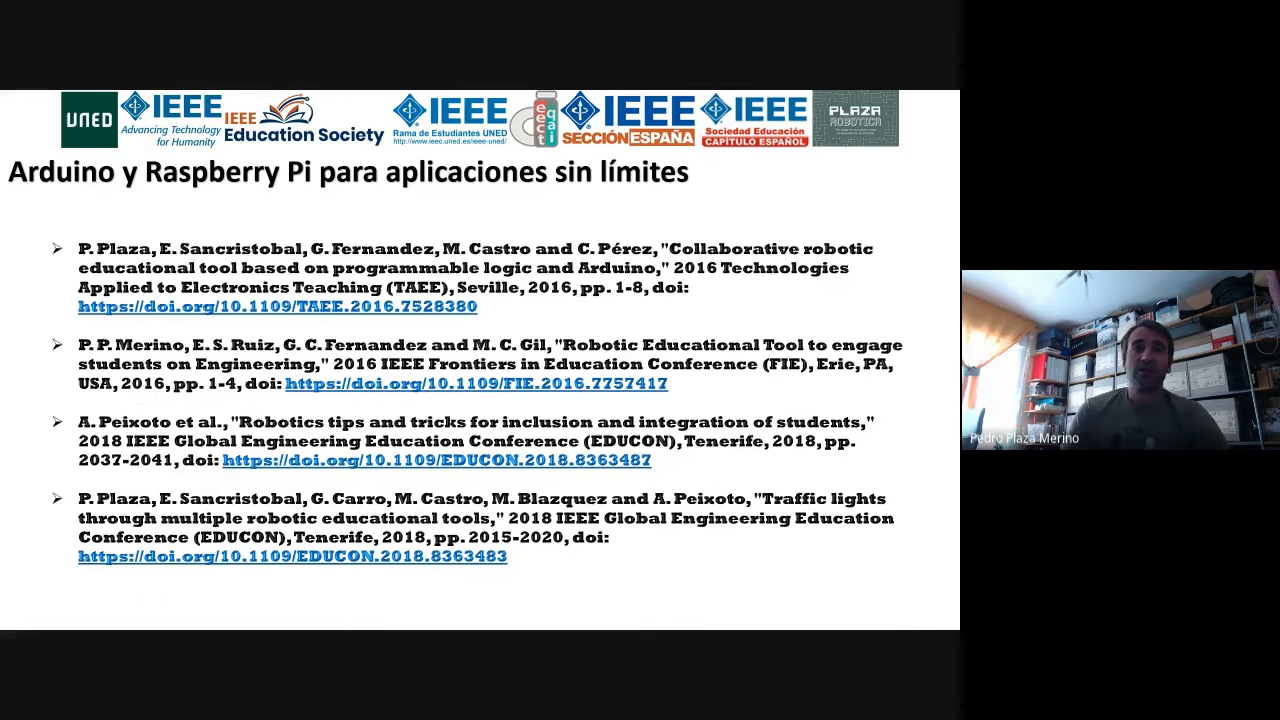 UNED
IEEE
Advancing Technology
for Humanity
IEEE
Education Society
IEEE
Rama de Estudiantes UNED
http://www.ieec.uned.es/ieee-uned/
IEEE
SECCIÓN ESPAÑA
IEEE
Sociedad Educación
CAPÍTULO ESPAÑOL
PLAZA
ROBOTICA
Arduino y Raspberry Pi para aplicaciones sin límites
➢ P. Plaza, E. Sancristobal, G. Fernandez, M. Castro and C. Pérez, "Collaborative robotic
educational tool based on programmable logic and Arduino," 2016 Technologies
Applied to Electronics Teaching (TAEE), Seville, 2016, pp. 1-8, doi:
https://doi.org/10.1109/TAEE.2016.7528380
➢ P. P. Merino, E. S. Ruiz, G. C. Fernandez and M. C. Gil, "Robotic Educational Tool to engage
students on Engineering," 2016 IEEE Frontiers in Education Conference (FIE), Erie, PA,
USA, 2016, pp. 1-4, doi: https://doi.org/10.1109/FIE.2016.7757417
➢ A. Peixoto et al., "Robotics tips and tricks for inclusion and integration of students,"
2018 IEEE Global Engineering Education Conference (EDUCON), Tenerife, 2018, pp.
2037-2041, doi: https://doi.org/10.1109/EDUCON.2018.8363487
➢ P. Plaza, E. Sancristobal, G. Carro, M. Castro, M. Blazquez and A. Peixoto, "Traffic lights
through multiple robotic educational tools," 2018 IEEE Global Engineering Education
Conference (EDUCON), Tenerife, 2018, pp. 2015-2020, doi:
https://doi.org/10.1109/EDUCON.2018.8363483
Pedro Plaza Merino